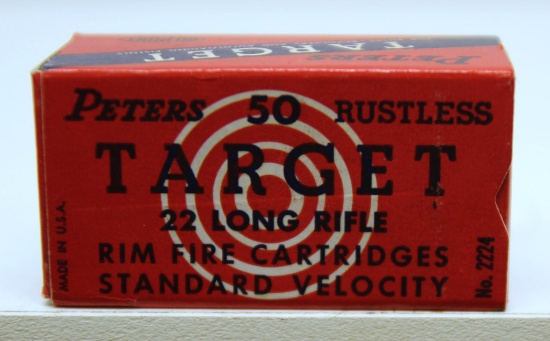 PETERS
TARGET
PETERS 50 RUSTLESS
TARGET
22 LONG RIFLE
RIM FIRE CARTRIDGES
STANDARD VELOCITY
MADE IN U.S.A.
No. 2224